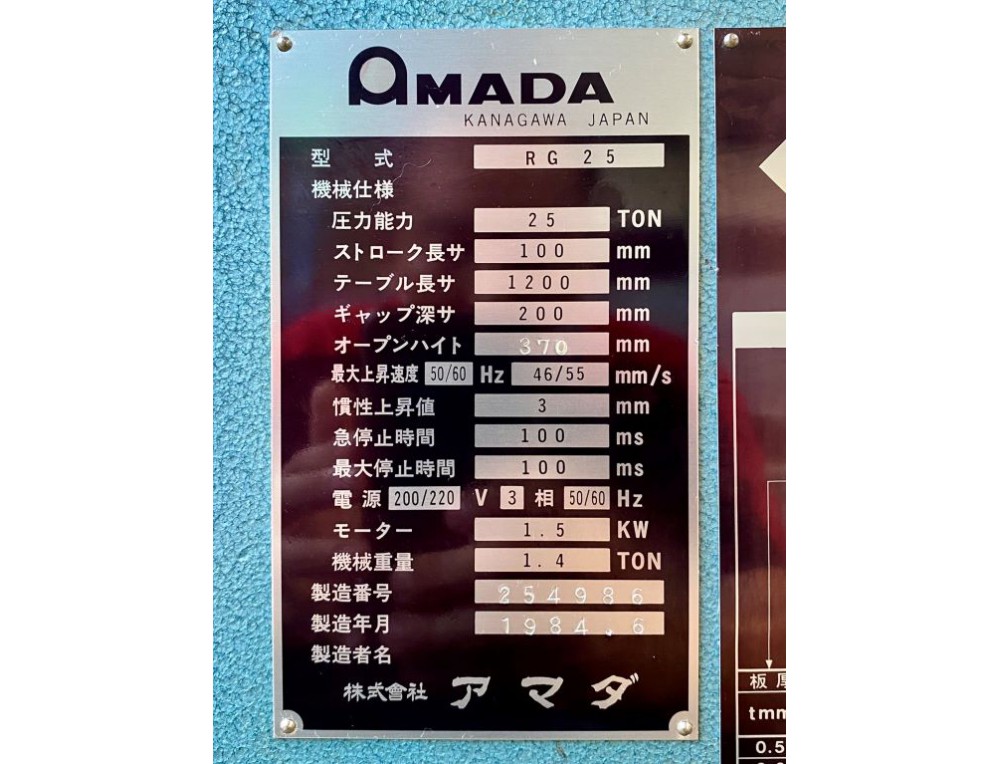 AMADA
KANAGAWA JAPAN
型 式 RG 25
機械仕様
圧力能力 25 TON
ストローク長サ 100 mm
テーブル長サ 1200 mm
ギャップ深サ 200 mm
オープンハイト 370 mm
最大上昇速度 50/60 Hz 46/55 mm/s
慣性上昇値 3 mm
急停止時間 100 ms
最大停止時間 100 ms
電源 200/220 V 3 相 50/60 Hz
モーター 1.5 KW
機械重量 1.4 TON
製造番号 254986
製造年月 1984.6
製造者名
株式會社 アマダ
板厚
tmm
0.5